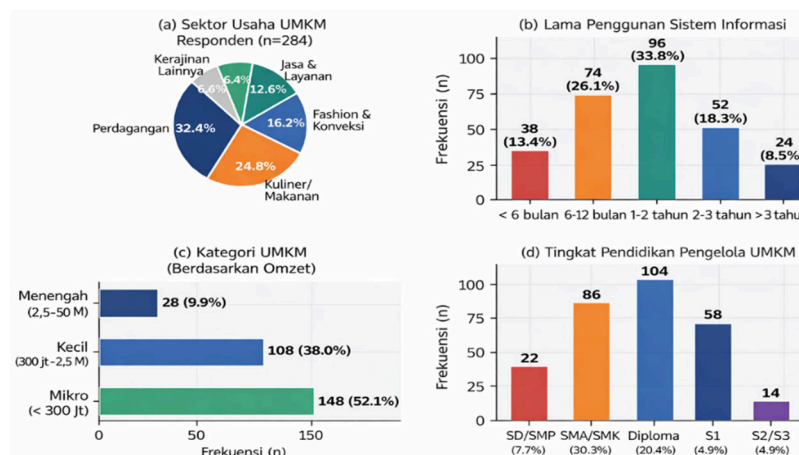 (a) Sektor Usaha UMKM
Responden (n=284)
Kerajinan
Lainnya
6.6%
6.4%
Jasa &
Layanan
12.6%
Fashion &
Konveksi
16.2%
Perdagangan
32.4%
24.8%
Kuliner/
Makanan
(b) Lama Penggunan Sistem Informasi
Frekuensi (n)
100
75
50
25
0
38
(13.4%)
74
(26.1%)
96
(33.8%)
52
(18.3%)
24
(8.5%
< 6 bulan 6-12 bulan 1-2 tahun 2-3 tahun >3 tahu
(c) Kategori UMKM
(Berdasarkan Omzet)
Menengah
(2,5-50 M)
28 (9.9%)
Kecil
(300 jt-2,5 M)
108 (38.0%)
Mikro
(< 300 Jt)
148 (52.1%)
0 50 150
Frekuensi (n)
(d) Tingkat Pendidikan Pengelola UMKM
Frekuensi (n)
100
75
50
25
0
22
86
104
58
14
SD/SMP SMA/SMK Diploma S1 S2/S3
(7.7%) (30.3%) (20.4%) (4.9%) (4.9%)